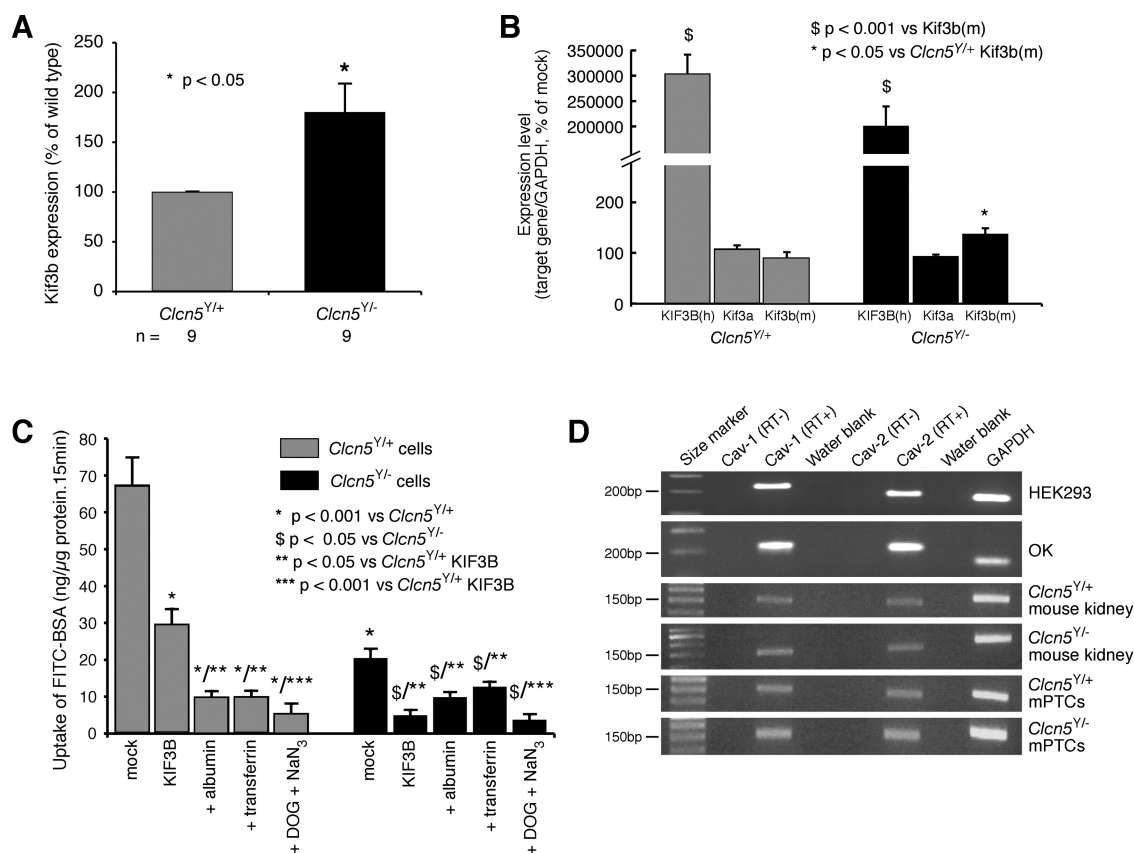 A
Kif3b expression (% of wild type)
250
200
150
100
50
0
* p < 0.05
*
Clcn5Y/+
Clcn5Y/-
n = 9
9
B
$ p < 0.001 vs Kif3b(m)
* p < 0.05 vs Clcn5Y/+ Kif3b(m)
Expression level
(target gene/GAPDH, % of mock)
350000
300000
250000
200000
200
100
0
$
$
*
KIF3B(h) Kif3a Kif3b(m)
KIF3B(h) Kif3a Kif3b(m)
Clcn5Y/+
Clcn5Y/-
C
Uptake of FITC-BSA (ng/µg protein.15min)
80
70
60
50
40
30
20
10
0
Clcn5Y/+ cells
Clcn5Y/- cells
* p < 0.001 vs Clcn5Y/+
$ p < 0.05 vs Clcn5Y/-
** p < 0.05 vs Clcn5Y/+ KIF3B
*** p < 0.001 vs Clcn5Y/+ KIF3B
*
*/**
*/**
*/***
*
$/**
$/**
$/**
$/***
mock
KIF3B
+ albumin
+ transferrin
+ DOG + NaN3
mock
KIF3B
+ albumin
+ transferrin
+ DOG + NaN3
D
Size marker
Cav-1 (RT-)
Cav-1 (RT+)
Water blank
Cav-2 (RT-)
Cav-2 (RT+)
Water blank
GAPDH
200bp
HEK293
200bp
OK
150bp
Clcn5Y/+
mouse kidney
150bp
Clcn5Y/-
mouse kidney
150bp
Clcn5Y/+
mPTCs
150bp
Clcn5Y/-
mPTCs